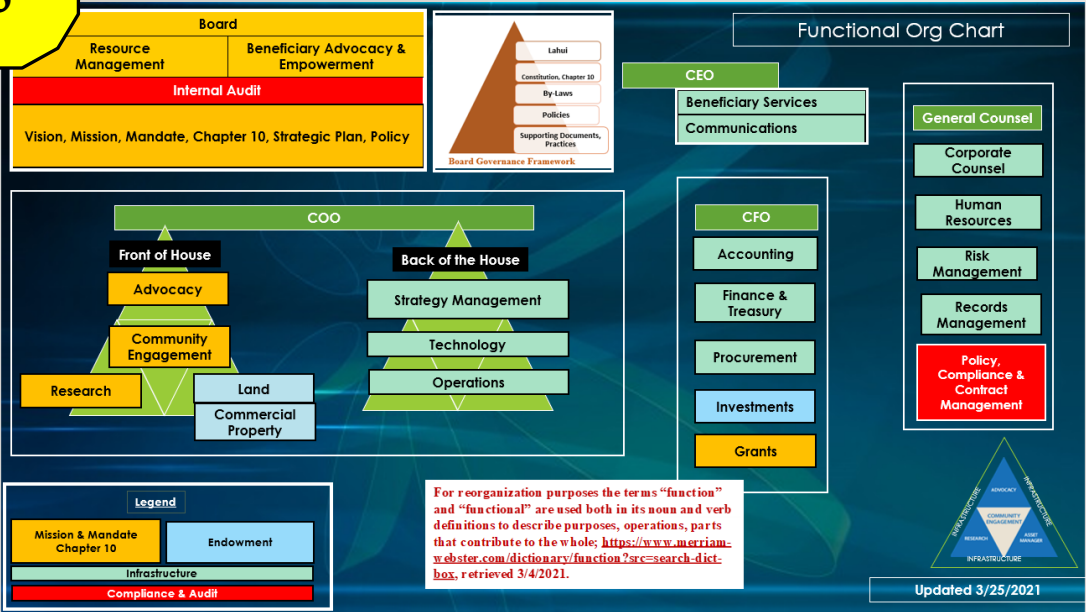 Functional Org Chart
Board
Resource
Management
Beneficiary Advocacy &
Empowerment
Internal Audit
Vision, Mission, Mandate, Chapter 10, Strategic Plan, Policy
Lahui
Constitution, Chapter 10
By-Laws
Policies
Supporting Documents,
Practices
Board Governance Framework
CEO
Beneficiary Services
Communications
General Counsel
Corporate
Counsel
Human
Resources
Risk
Management
Records
Management
Policy,
Compliance &
Contract
Management
COO
Front of House
Advocacy
Community
Engagement
Research
Land
Commercial
Property
Back of the House
Strategy Management
Technology
Operations
CFO
Accounting
Finance &
Treasury
Procurement
Investments
Grants
Legend
Mission & Mandate
Chapter 10
Endowment
Infrastructure
Compliance & Audit
For reorganization purposes the terms “function”
and “functional” are used both in its noun and verb
definitions to describe purposes, operations, parts
that contribute to the whole; https://www.merriam-
webster.com/dictionary/function?src=search-dict-
box, retrieved 3/4/2021.
INFRASTRUCTURE
INFRASTRUCTURE
ADVOCACY
COMMUNITY
ENGAGEMENT
RESEARCH
ASSET
MANAGER
INFRASTRUCTURE
Updated 3/25/2021